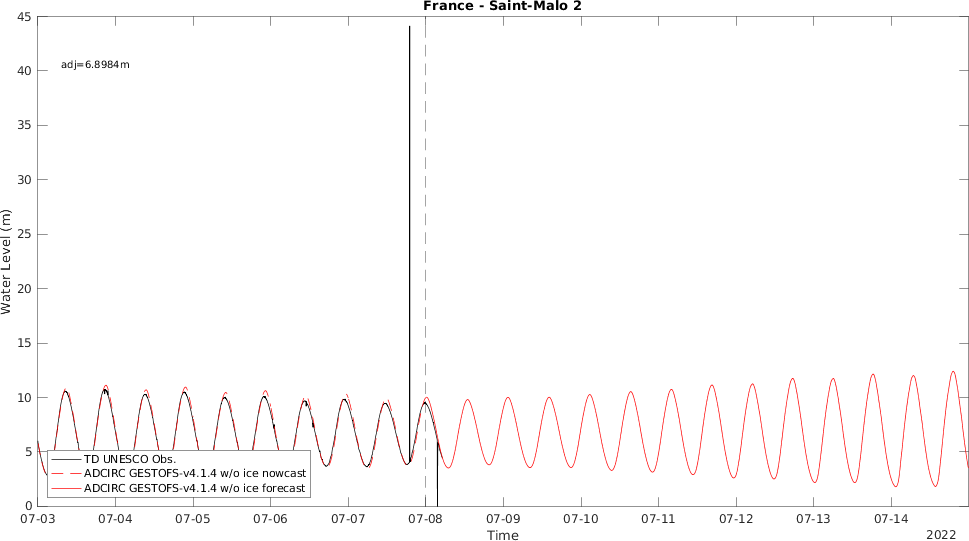 France - Saint-Malo 2
45
40
35
30
25
20
15
10
5
0
Water Level (m)
adj=6.8984m
TD UNESCO Obs.
ADCIRC GESTOFS-v4.1.4 w/o ice nowcast
ADCIRC GESTOFS-v4.1.4 w/o ice forecast
07-03 07-04 07-05 07-06 07-07 07-08 07-09 07-10 07-11 07-12 07-13 07-14
Time
2022